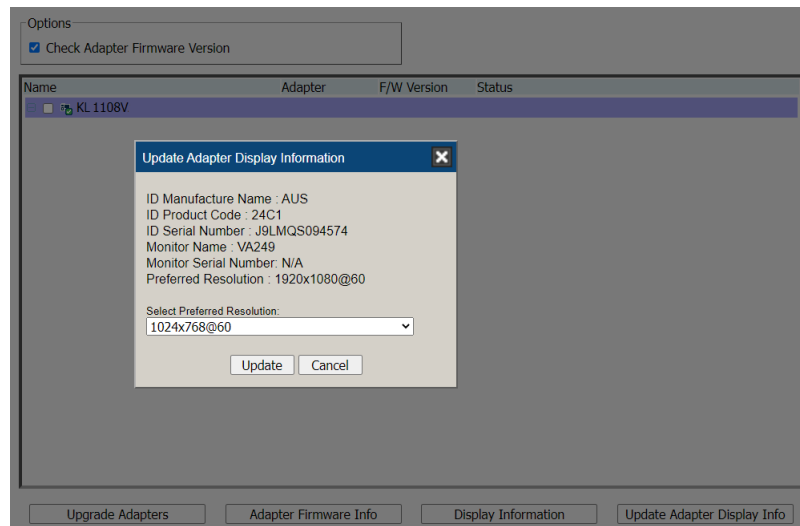 Options
Check Adapter Firmware Version
Name Adapter F/W Version Status
KL 1108V
Update Adapter Display Information
ID Manufacture Name : AUS
ID Product Code : 24C1
ID Serial Number : J9LMQS094574
Monitor Name : VA249
Monitor Serial Number: N/A
Preferred Resolution : 1920x1080@60
Select Preferred Resolution:
1024x768@60
Update Cancel
Upgrade Adapters Adapter Firmware Info Display Information Update Adapter Display Info